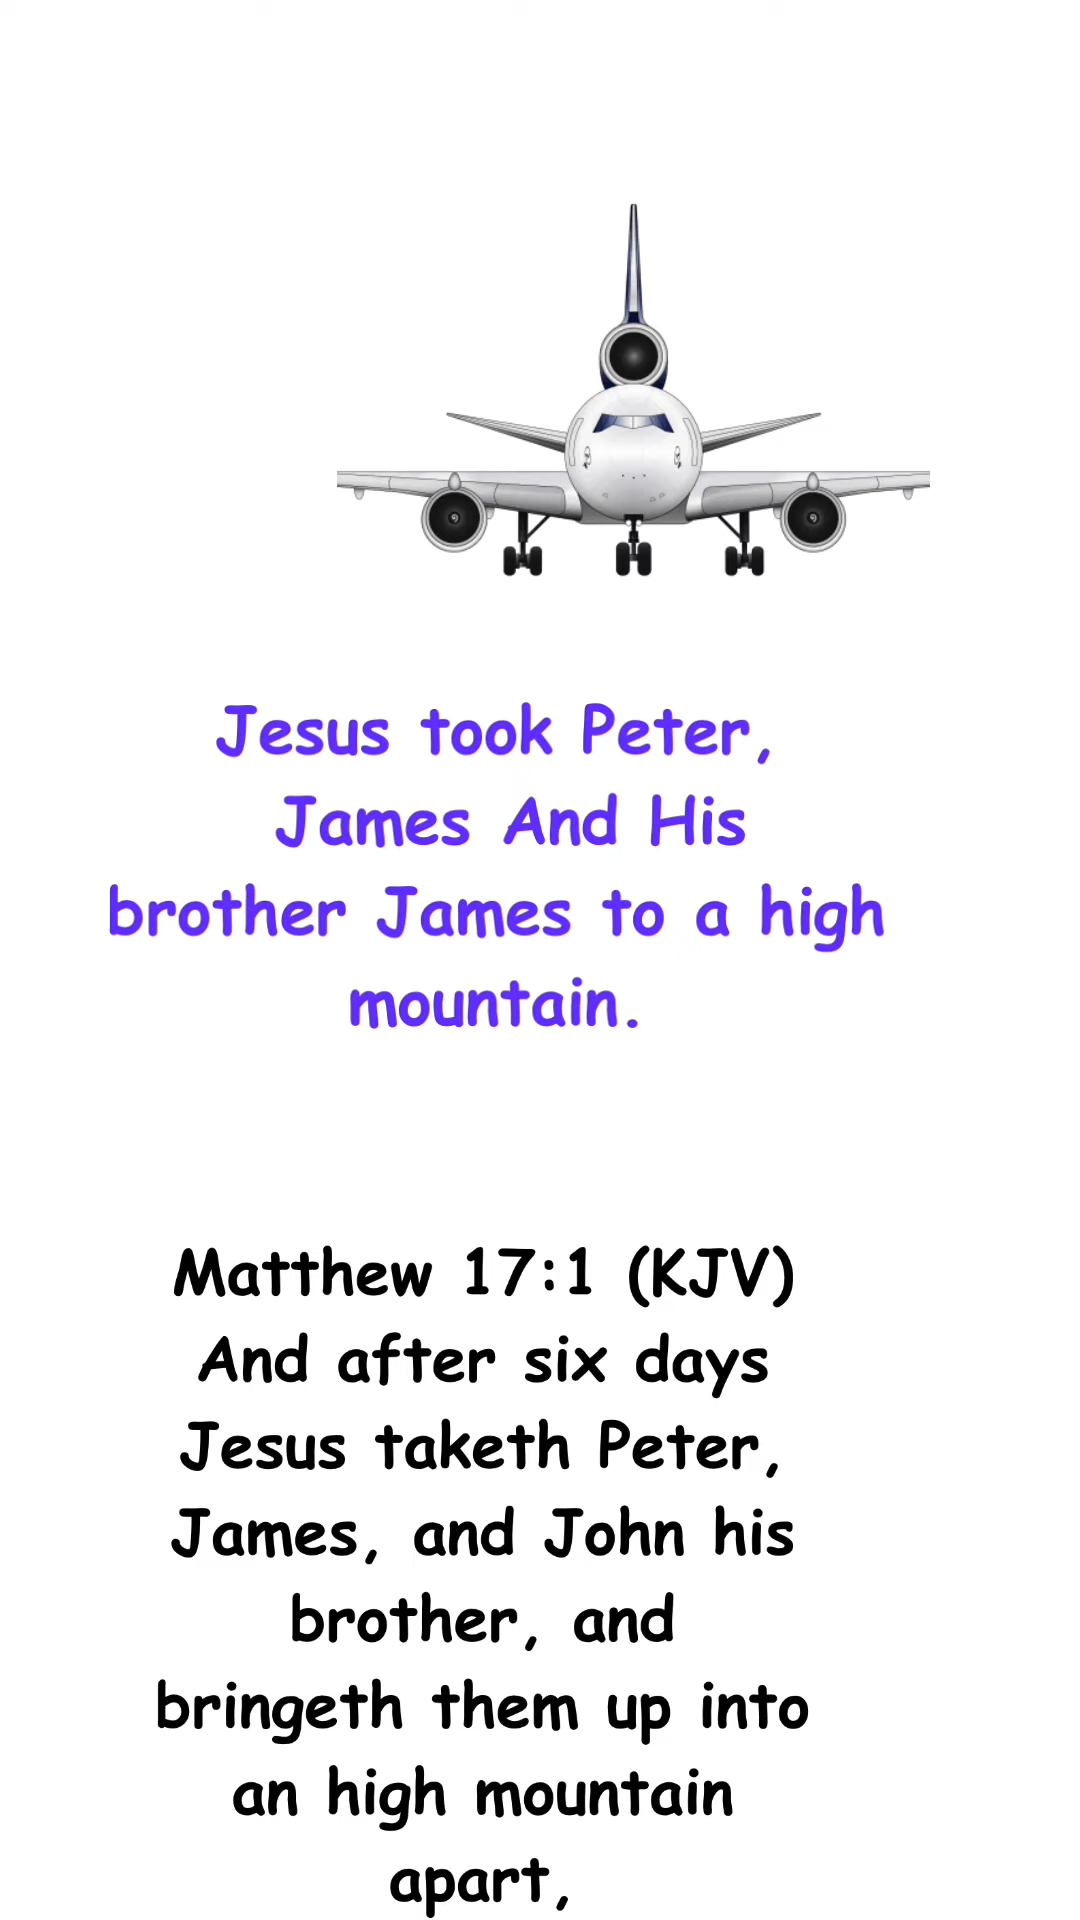 Jesus took Peter,
James And His
brother James to a high
mountain.
Matthew 17:1 (KJV)
And after six days
Jesus taketh Peter,
James, and John his
brother, and
bringeth them up into
an high mountain
apart,